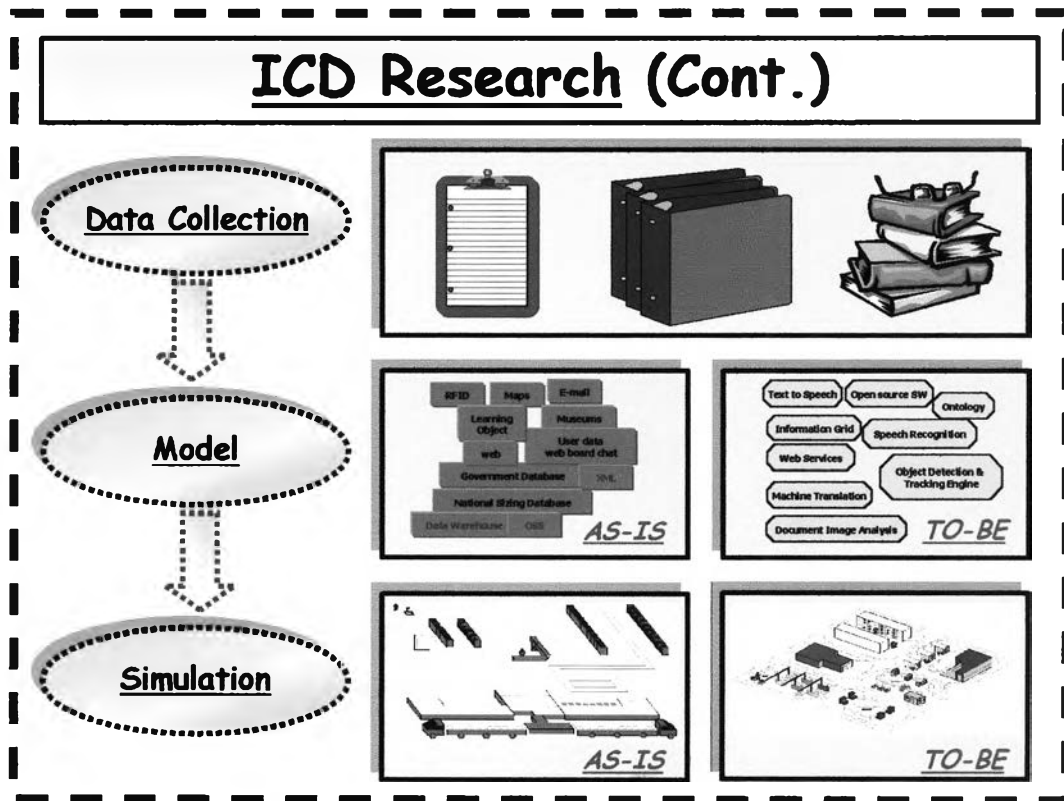 ICD Research (Cont.)
Data Collection
Model
RFID
Maps
E-mail
Learning
Object
Museums
web
User data
web board chat
Government Database
XML
National Sizing Database
Data Warehouse
AS-IS
Text to Speech
Open source SW
Ontology
Information Grid
Speech Recognition
Web Services
Object Detection &
Tracking Engine
Machine Translation
Document Image Analysis
TO-BE
Simulation
AS-IS
TO-BE